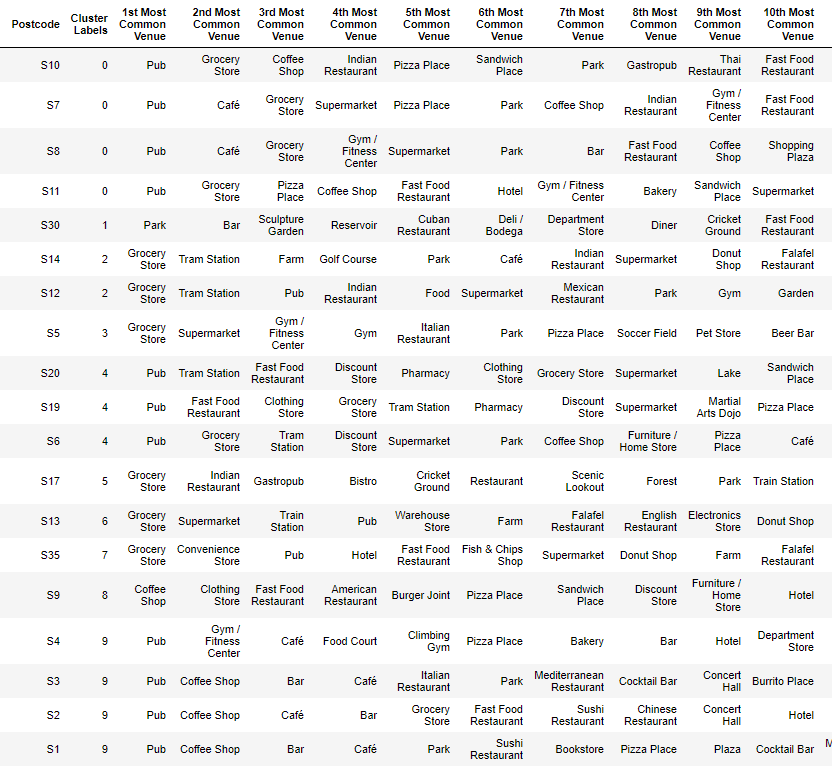 Postcode Cluster Labels 1st Most Common Venue 2nd Most Common Venue 3rd Most Common Venue 4th Most Common Venue 5th Most Common Venue 6th Most Common Venue 7th Most Common Venue 8th Most Common Venue 9th Most Common Venue 10th Most Common Venue
S10 0 Pub Grocery Store Coffee Shop Indian Restaurant Pizza Place Sandwich Place Park Gastropub Thai Restaurant Fast Food Restaurant
S7 0 Pub Café Grocery Store Supermarket Pizza Place Park Coffee Shop Indian Restaurant Gym / Fitness Center Fast Food Restaurant
S8 0 Pub Café Grocery Store Gym / Fitness Center Supermarket Park Bar Fast Food Restaurant Coffee Shop Shopping Plaza
S11 0 Pub Grocery Store Pizza Place Coffee Shop Fast Food Restaurant Hotel Gym / Fitness Center Bakery Sandwich Place Supermarket
S30 1 Park Bar Sculpture Garden Reservoir Cuban Restaurant Deli / Bodega Department Store Diner Cricket Ground Fast Food Restaurant
S14 2 Grocery Store Tram Station Farm Golf Course Park Café Indian Restaurant Supermarket Donut Shop Falafel Restaurant
S12 2 Grocery Store Tram Station Pub Indian Restaurant Food Supermarket Mexican Restaurant Park Gym Garden
S5 3 Grocery Store Supermarket Gym / Fitness Center Gym Italian Restaurant Park Pizza Place Soccer Field Pet Store Beer Bar
S20 4 Pub Tram Station Fast Food Restaurant Discount Store Pharmacy Clothing Store Grocery Store Supermarket Lake Sandwich Place
S19 4 Pub Fast Food Restaurant Clothing Store Grocery Store Tram Station Pharmacy Discount Store Supermarket Martial Arts Dojo Pizza Place
S6 4 Pub Grocery Store Tram Station Discount Store Supermarket Park Coffee Shop Furniture / Home Store Pizza Place Café
S17 5 Grocery Store Indian Restaurant Gastropub Bistro Cricket Ground Restaurant Scenic Lookout Forest Park Train Station
S13 6 Grocery Store Supermarket Train Station Pub Warehouse Store Farm Falafel Restaurant English Restaurant Electronics Store Donut Shop
S35 7 Grocery Store Convenience Store Pub Hotel Fast Food Restaurant Fish & Chips Shop Supermarket Donut Shop Farm Falafel Restaurant
S9 8 Coffee Shop Clothing Store Fast Food Restaurant American Restaurant Burger Joint Pizza Place Sandwich Place Discount Store Furniture / Home Store Hotel
S4 9 Pub Gym / Fitness Center Café Food Court Climbing Gym Pizza Place Bakery Bar Hotel Department Store
S3 9 Pub Coffee Shop Bar Café Italian Restaurant Park Mediterranean Restaurant Cocktail Bar Concert Hall Burrito Place
S2 9 Pub Coffee Shop Café Bar Grocery Store Fast Food Restaurant Sushi Restaurant Chinese Restaurant Concert Hall Hotel
S1 9 Pub Coffee Shop Bar Café Park Sushi Restaurant Bookstore Pizza Place Plaza Cocktail Bar